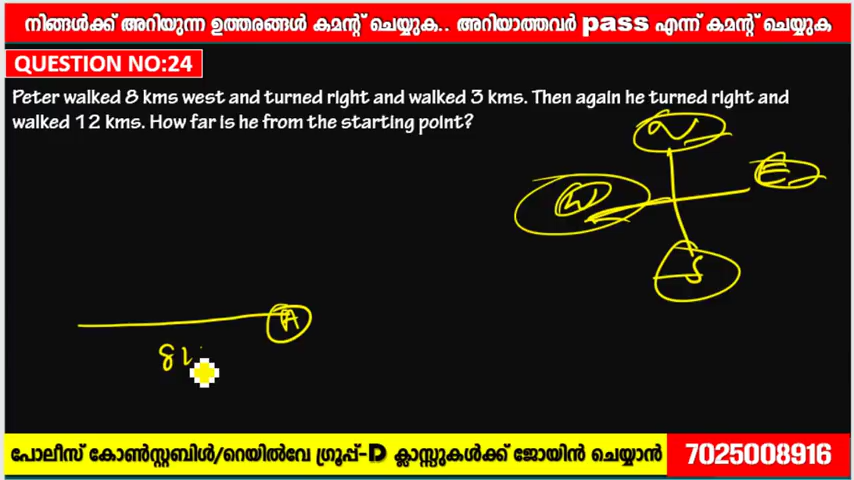 നിങ്ങൾക്ക് അറിയുന്ന ഉത്തരങ്ങൾ കമന്റ് ചെയ്യുക.. അറിയാത്തവർ pass എന്ന് കമന്റ് ചെയ്യുക
QUESTION NO:24
Peter walked 8 kms west and turned right and walked 3 kms. Then again he turned right and
walked 12 kms. How far is he from the starting point?
N
E
W
S
A
8
പോലീസ് കോൺസ്റ്റബിൾ/റെയിൽവേ ഗ്രൂപ്പ്-D ക്ലാസ്സുകൾക്ക് ജോയിൻ ചെയ്യാൻ 7025008916